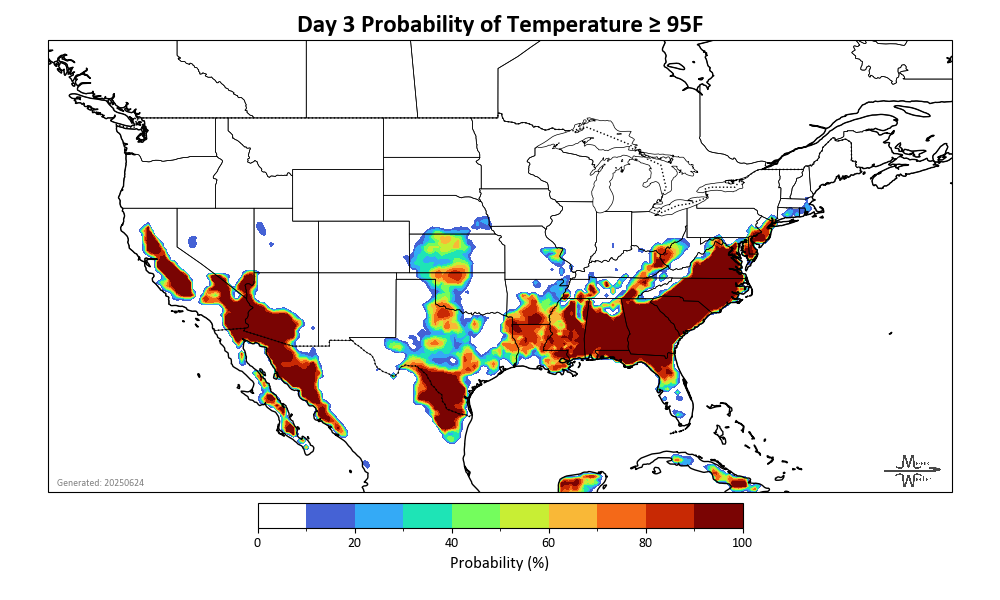 Day 3 Probability of Temperature ≥ 95F
Generated: 20250624
0 20 40 60 80 100
Probability (%)